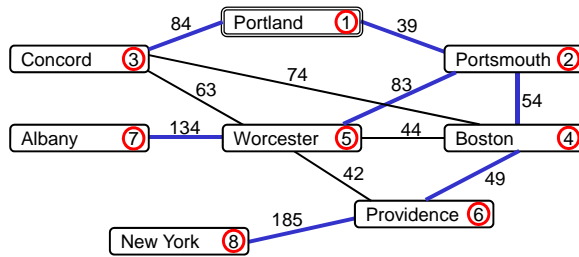 84
Portland 1
39
Concord 3
Portsmouth 2
63
74
83
54
Albany 7
134
Worcester 5
44
Boston 4
42
49
Providence 6
185
New York 8